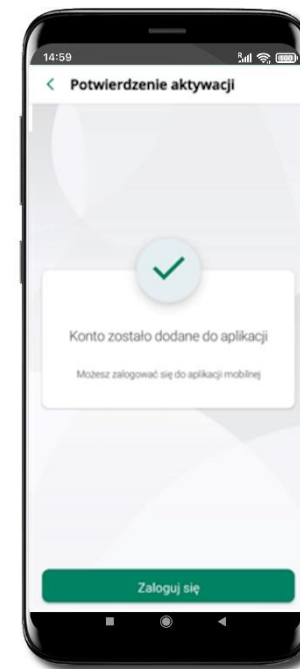 14:59
Potwierdzenie aktywacji
Konto zostało dodane do aplikacji
Możesz zalogować się do aplikacji mobilnej
Zaloguj się